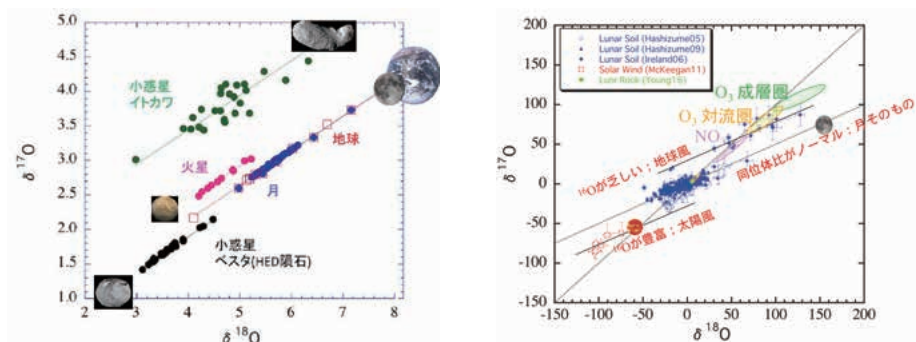 5.0
4.5
4.0
3.5
3.0
2.5
2.0
1.5
1.0
δ ¹⁷O
小惑星
イトカワ
地球
火星
月
小惑星
ベスタ(HED隕石)
2 3 4 5 6 7 8
δ ¹⁸O
200
150
100
50
0
-50
-100
-150
δ ¹⁷O
Lunar Soil (Hashizume05)
Lunar Soil (Hashizume09)
Lunar Soil (Ireland06)
Solar Wind (McKeegan11)
(Young16)
O₃ 成層圏
O₃ 対流圏
NO
¹⁶Oが乏しい;地球風
同位体比がノーマル;月そのもの
¹⁶Oが豊富;太陽風
-150 -100 -50 0 50 100 150 200
δ ¹⁸O